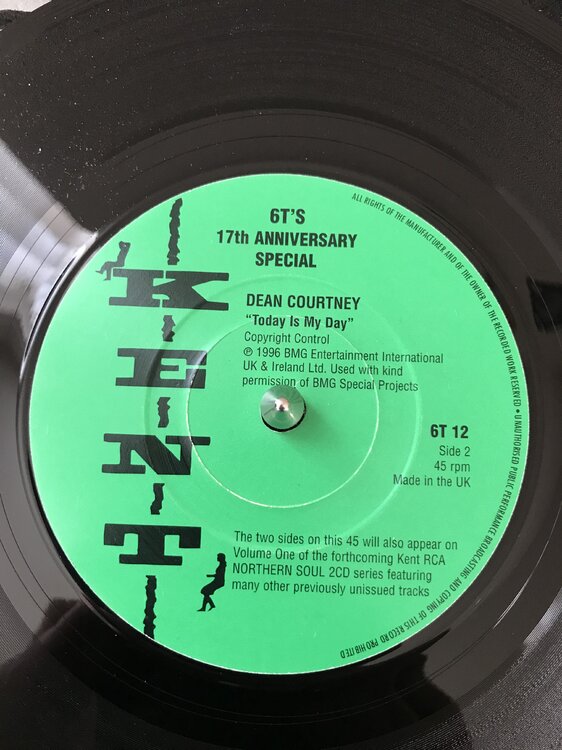 6T'S
17th ANNIVERSARY
SPECIAL
KENT
DEAN COURTNEY
"Today Is My Day"
Copyright Control
℗ 1996 BMG Entertainment International
UK & Ireland Ltd. Used with kind
permission of BMG Special Projects
6T 12
Side 2
45 rpm
Made in the UK
The two sides on this 45 will also appear on
Volume One of the forthcoming Kent RCA
NORTHERN SOUL 2CD series featuring
many other previously unissued tracks
ALL RIGHTS OF THE MANUFACTURER AND OF THE OWNER OF THE RECORDED WORK RESERVED • UNAUTHORISED PUBLIC PERFORMANCE BROADCASTING AND COPYING OF THIS RECORD PROHIBITED